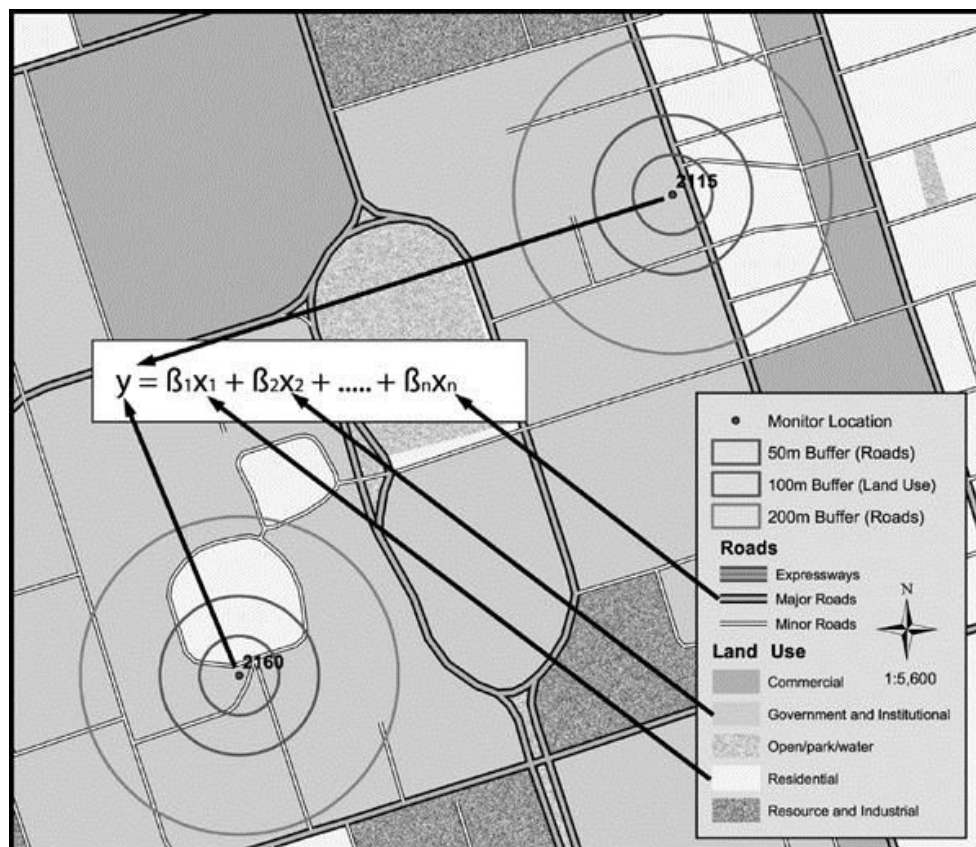 2115
y = ß₁x₁ + ß₂x₂ + ..... + ßₙxₙ
2160
Monitor Location
50m Buffer (Roads)
100m Buffer (Land Use)
200m Buffer (Roads)
Roads
Expressways
Major Roads
Minor Roads
N
Land Use
1:5,600
Commercial
Government and Institutional
Open/park/water
Residential
Resource and Industrial